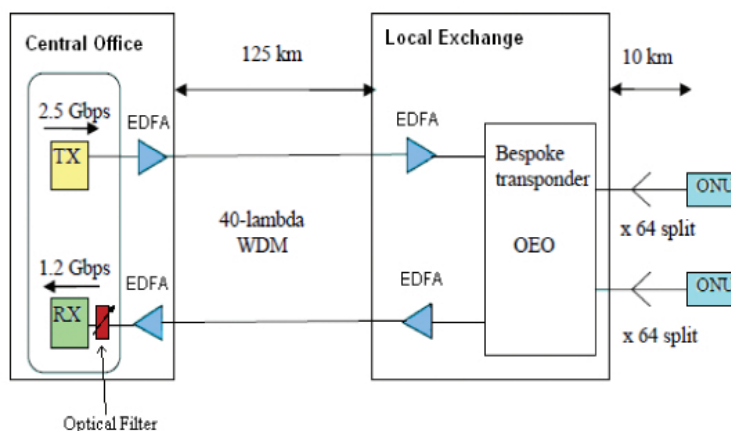 Central Office
125 km
Local Exchange
10 km
2.5 Gbps
EDFA
EDFA
TX
Bespoke
transponder
ONU
x 64 split
40-lambda
WDM
OEO
1.2 Gbps
EDFA
EDFA
ONU
RX
x 64 split
Optical Filter